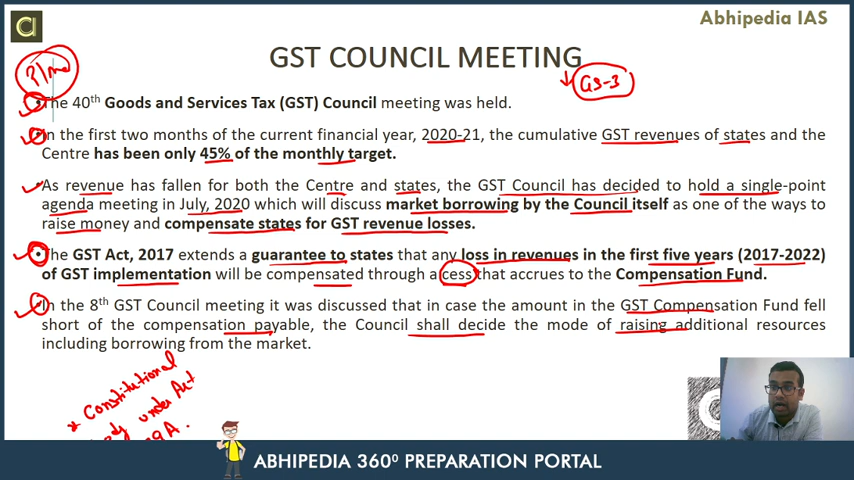 Abhipedia IAS
GST COUNCIL MEETING
P/M
GS-3
•The 40th Goods and Services Tax (GST) Council meeting was held.
•In the first two months of the current financial year, 2020-21, the cumulative GST revenues of states and the
Centre has been only 45% of the monthly target.
As revenue has fallen for both the Centre and states, the GST Council has decided to hold a single-point
agenda meeting in July, 2020 which will discuss market borrowing by the Council itself as one of the ways to
raise money and compensate states for GST revenue losses.
•The GST Act, 2017 extends a guarantee to states that any loss in revenues in the first five years (2017-2022)
of GST implementation will be compensated through a cess that accrues to the Compensation Fund.
•In the 8th GST Council meeting it was discussed that in case the amount in the GST Compensation Fund fell
short of the compensation payable, the Council shall decide the mode of raising additional resources
including borrowing from the market.
* Constitutional
body under Act
ABHIPEDIA 360⁰ PREPARATION PORTAL